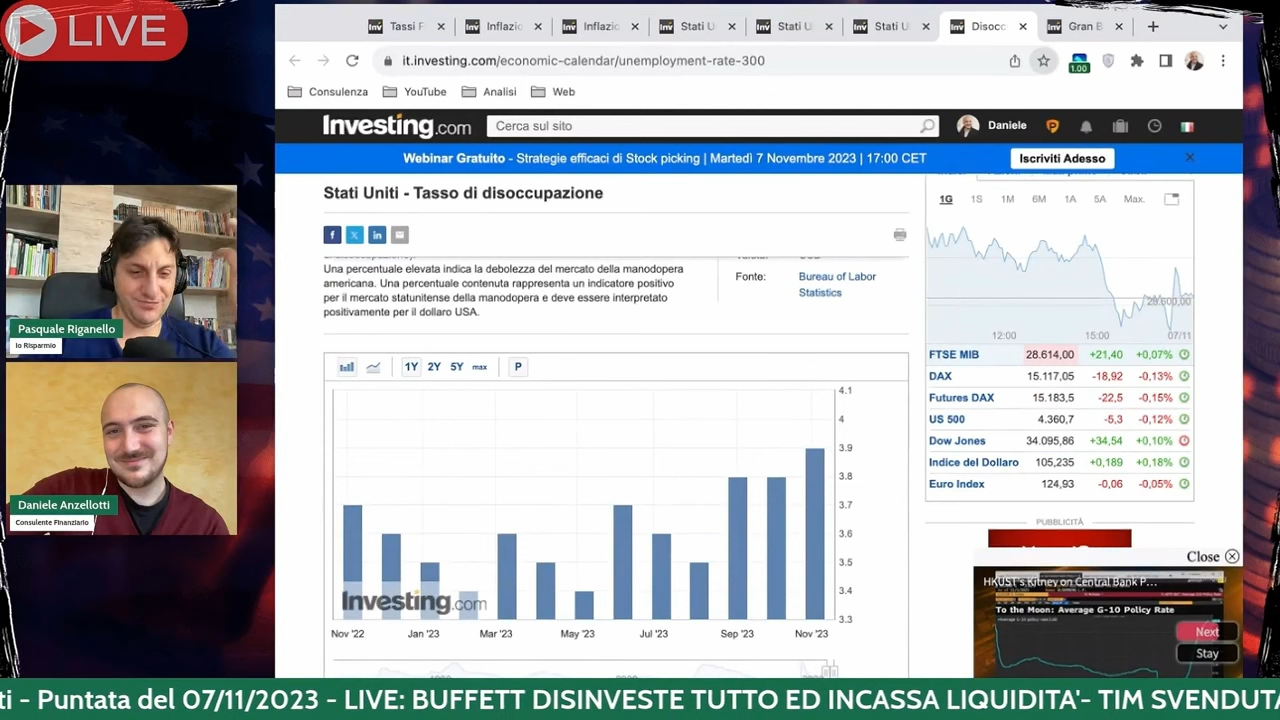 LIVE
Tassi F
Inflazio
Inflazio
Stati U
Stati U
Stati U
Disocc
Gran B
it.investing.com/economic-calendar/unemployment-rate-300
1.00
Consulenza
YouTube
Analisi
Web
Investing.com
Cerca sul sito
Daniele
Webinar Gratuito - Strategie efficaci di Stock picking | Martedì 7 Novembre 2023 | 17:00 CET
Iscriviti Adesso
Stati Uniti - Tasso di disoccupazione
Una percentuale elevata indica la debolezza del mercato della manodopera
americana. Una percentuale contenuta rappresenta un indicatore positivo
per il mercato statunitense della manodopera e deve essere interpretato
positivamente per il dollaro USA.
Fonte:
Bureau of Labor
Statistics
1Y 2Y 5Y max P
4.1
4
3.9
3.8
3.7
3.6
3.5
3.4
3.3
Investing.com
Nov '22 Jan '23 Mar '23 May '23 Jul '23 Sep '23 Nov '23
1G 1S 1M 6M 1A 5A Max.
28.600,00
12:00 15:00 07/11
FTSE MIB 28.614,00 +21,40 +0,07%
DAX 15.117,05 -18,92 -0,13%
Futures DAX 15.183,5 -22,5 -0,15%
US 500 4.360,7 -5,3 -0,12%
Dow Jones 34.095,86 +34,54 +0,10%
Indice del Dollaro 105,235 +0,189 +0,18%
Euro Index 124,93 -0,06 -0,05%
PUBBLICITÀ
Close
HKUST's Kitney on Central Bank P...
To the Moon: Average G-10 Policy Rate
Next
Stay
Pasquale Riganello
Io Risparmio
Daniele Anzellotti
Consulente Finanziario
ti - Puntata del 07/11/2023 - LIVE: BUFFETT DISINVESTE TUTTO ED INCASSA LIQUIDITA'- TIM SVENDUTA